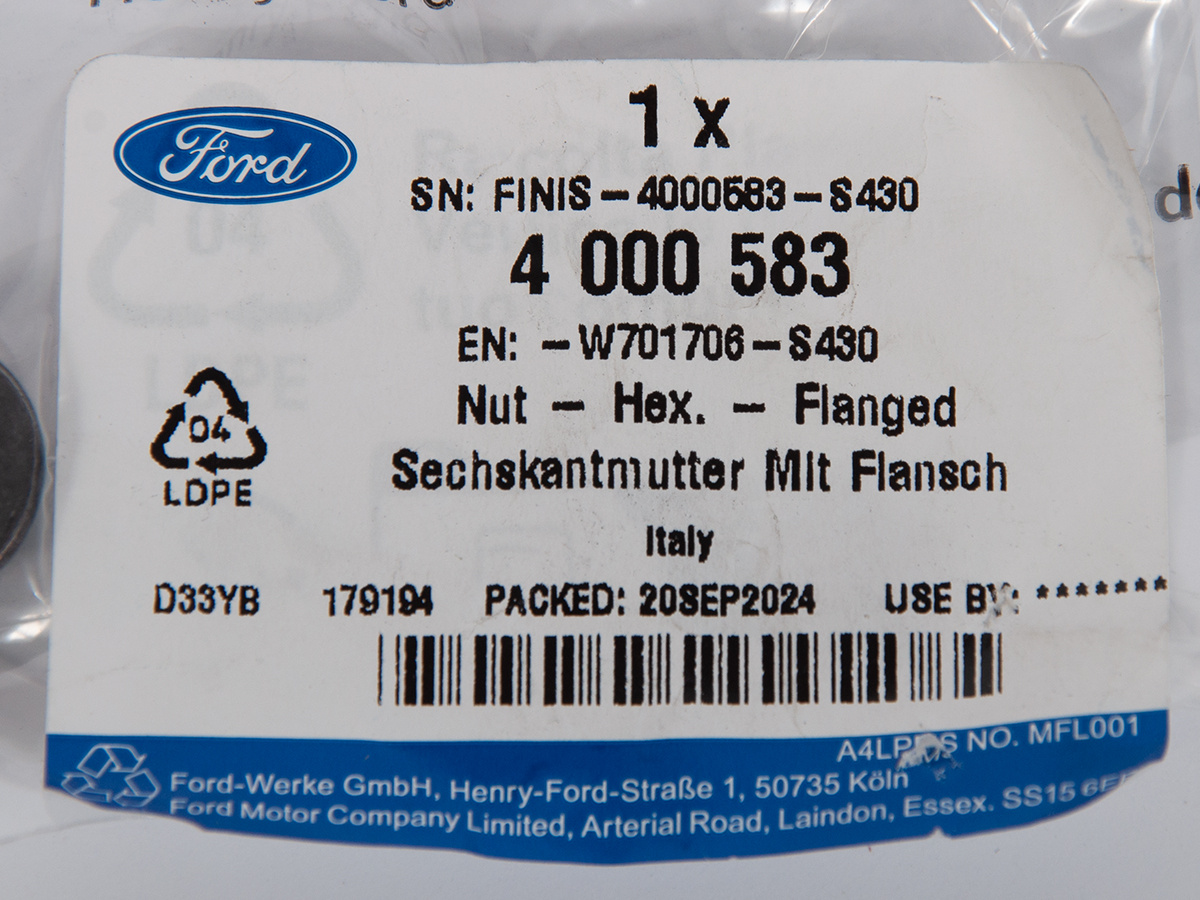 Ford
1 x
SN: FINIS-4000583-S430
4 000 583
EN: -W701706-S430
Nut - Hex. - Flanged
Sechskantmutter Mit Flansch
04
LDPE
Italy
D33YB 179194 PACKED: 20SEP2024 USE BY: *******
NO. MFL001
Ford-Werke GmbH, Henry-Ford-Straße 1, 50735 Köln
Ford Motor Company Limited, Arterial Road, Laindon, Essex. SS15